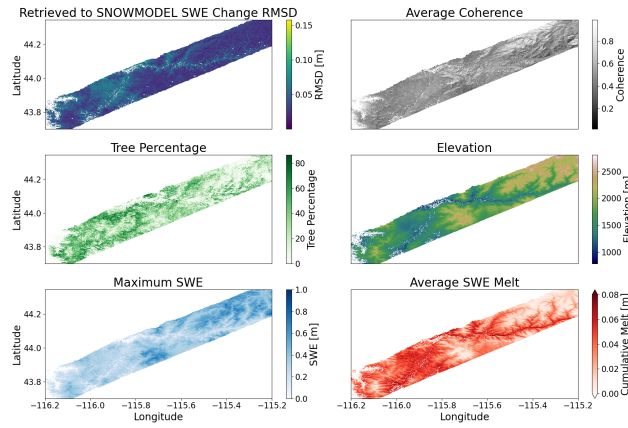 Retrieved to SNOWMODEL SWE Change RMSD
Average Coherence
Latitude
44.2
44.0
43.8
0.15
0.10
0.05
RMSD [m]
0.8
0.6
0.4
0.2
Coherence
Tree Percentage
Elevation
Latitude
44.2
44.0
43.8
80
60
40
20
0
Tree Percentage
2500
2000
1500
1000
Elevation [m]
Maximum SWE
Average SWE Melt
Latitude
44.2
44.0
43.8
1.0
0.8
0.6
0.4
0.2
0.0
SWE [m]
0.08
0.06
0.04
0.02
0.00
Cumulative Melt [m]
−116.2 −116.0 −115.8 −115.6 −115.4 −115.2
−116.2 −116.0 −115.8 −115.6 −115.4 −115.2
Longitude
Longitude